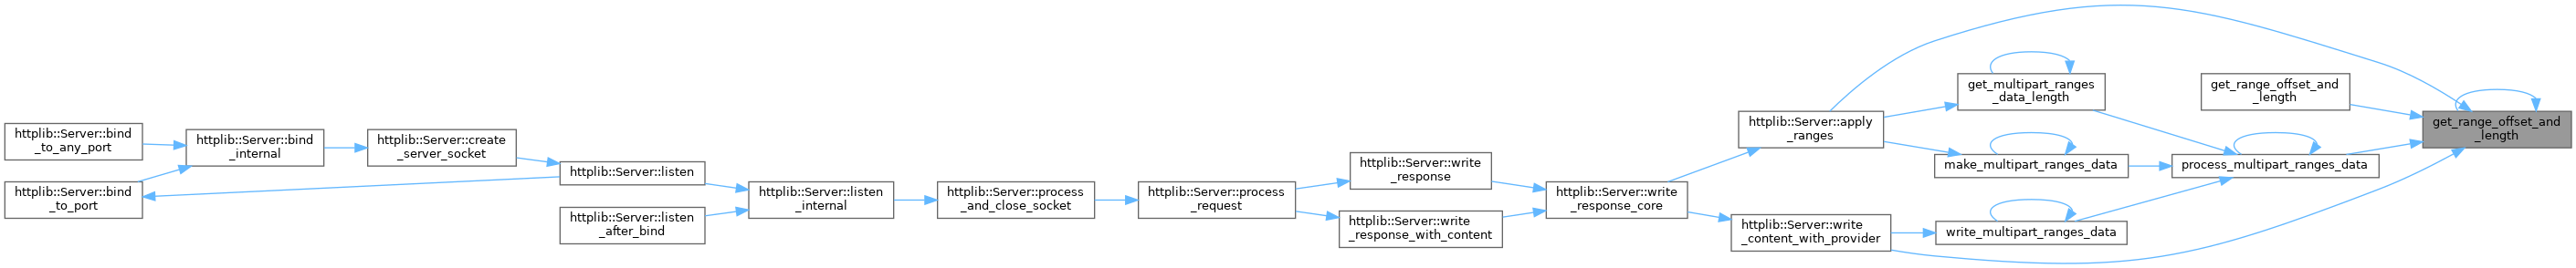 httplib::Server::bind
_to_any_port
httplib::Server::bind
_to_port
httplib::Server::bind
_internal
httplib::Server::create
_server_socket
httplib::Server::listen
httplib::Server::listen
_after_bind
httplib::Server::listen
_internal
httplib::Server::process
_and_close_socket
httplib::Server::process
_request
httplib::Server::write
_response
httplib::Server::write
_response_with_content
httplib::Server::write
_response_core
httplib::Server::apply
_ranges
httplib::Server::write
_content_with_provider
get_multipart_ranges
_data_length
make_multipart_ranges_data
write_multipart_ranges_data
get_range_offset_and
_length
process_multipart_ranges_data
get_range_offset_and
_length